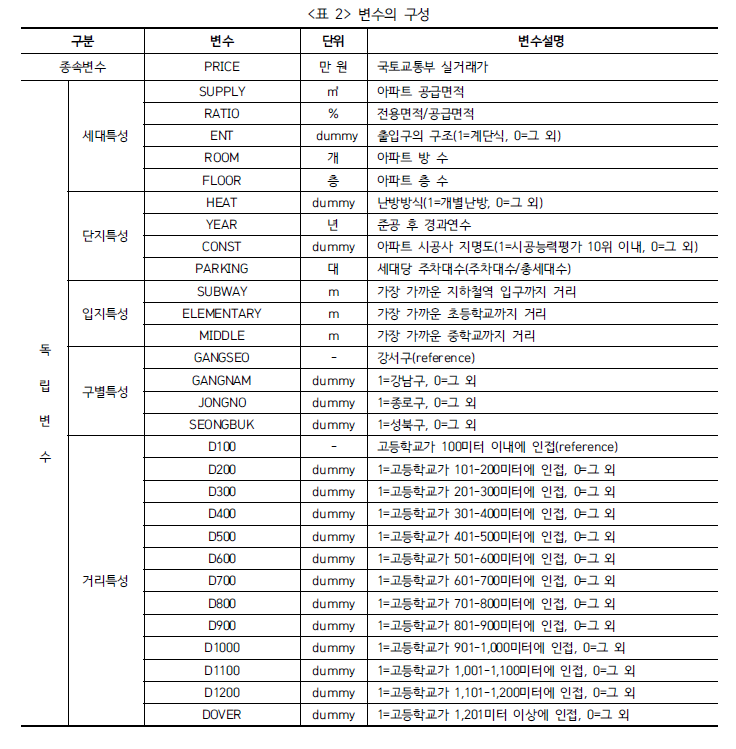 <표 2> 변수의 구성
구분 변수 단위 변수설명
종속변수 PRICE 만 원 국토교통부 실거래가
독립변수
세대특성
SUPPLY ㎡ 아파트 공급면적
RATIO % 전용면적/공급면적
ENT dummy 출입구의 구조(1=계단식, 0=그 외)
ROOM 개 아파트 방 수
FLOOR 층 아파트 층 수
단지특성
HEAT dummy 난방방식(1=개별난방, 0=그 외)
YEAR 년 준공 후 경과연수
CONST dummy 아파트 시공사 지명도(1=시공능력평가 10위 이내, 0=그 외)
PARKING 대 세대당 주차대수(주차대수/총세대수)
입지특성
SUBWAY m 가장 가까운 지하철역 입구까지 거리
ELEMENTARY m 가장 가까운 초등학교까지 거리
MIDDLE m 가장 가까운 중학교까지 거리
구별특성
GANGSEO - 강서구(reference)
GANGNAM dummy 1=강남구, 0=그 외
JONGNO dummy 1=종로구, 0=그 외
SEONGBUK dummy 1=성북구, 0=그 외
거리특성
D100 - 고등학교가 100미터 이내에 인접(reference)
D200 dummy 1=고등학교가 101-200미터에 인접, 0=그 외
D300 dummy 1=고등학교가 201-300미터에 인접, 0=그 외
D400 dummy 1=고등학교가 301-400미터에 인접, 0=그 외
D500 dummy 1=고등학교가 401-500미터에 인접, 0=그 외
D600 dummy 1=고등학교가 501-600미터에 인접, 0=그 외
D700 dummy 1=고등학교가 601-700미터에 인접, 0=그 외
D800 dummy 1=고등학교가 701-800미터에 인접, 0=그 외
D900 dummy 1=고등학교가 801-900미터에 인접, 0=그 외
D1000 dummy 1=고등학교가 901-1,000미터에 인접, 0=그 외
D1100 dummy 1=고등학교가 1,001-1,100미터에 인접, 0=그 외
D1200 dummy 1=고등학교가 1,101-1,200미터에 인접, 0=그 외
DOVER dummy 1=고등학교가 1,201미터 이상에 인접, 0=그 외